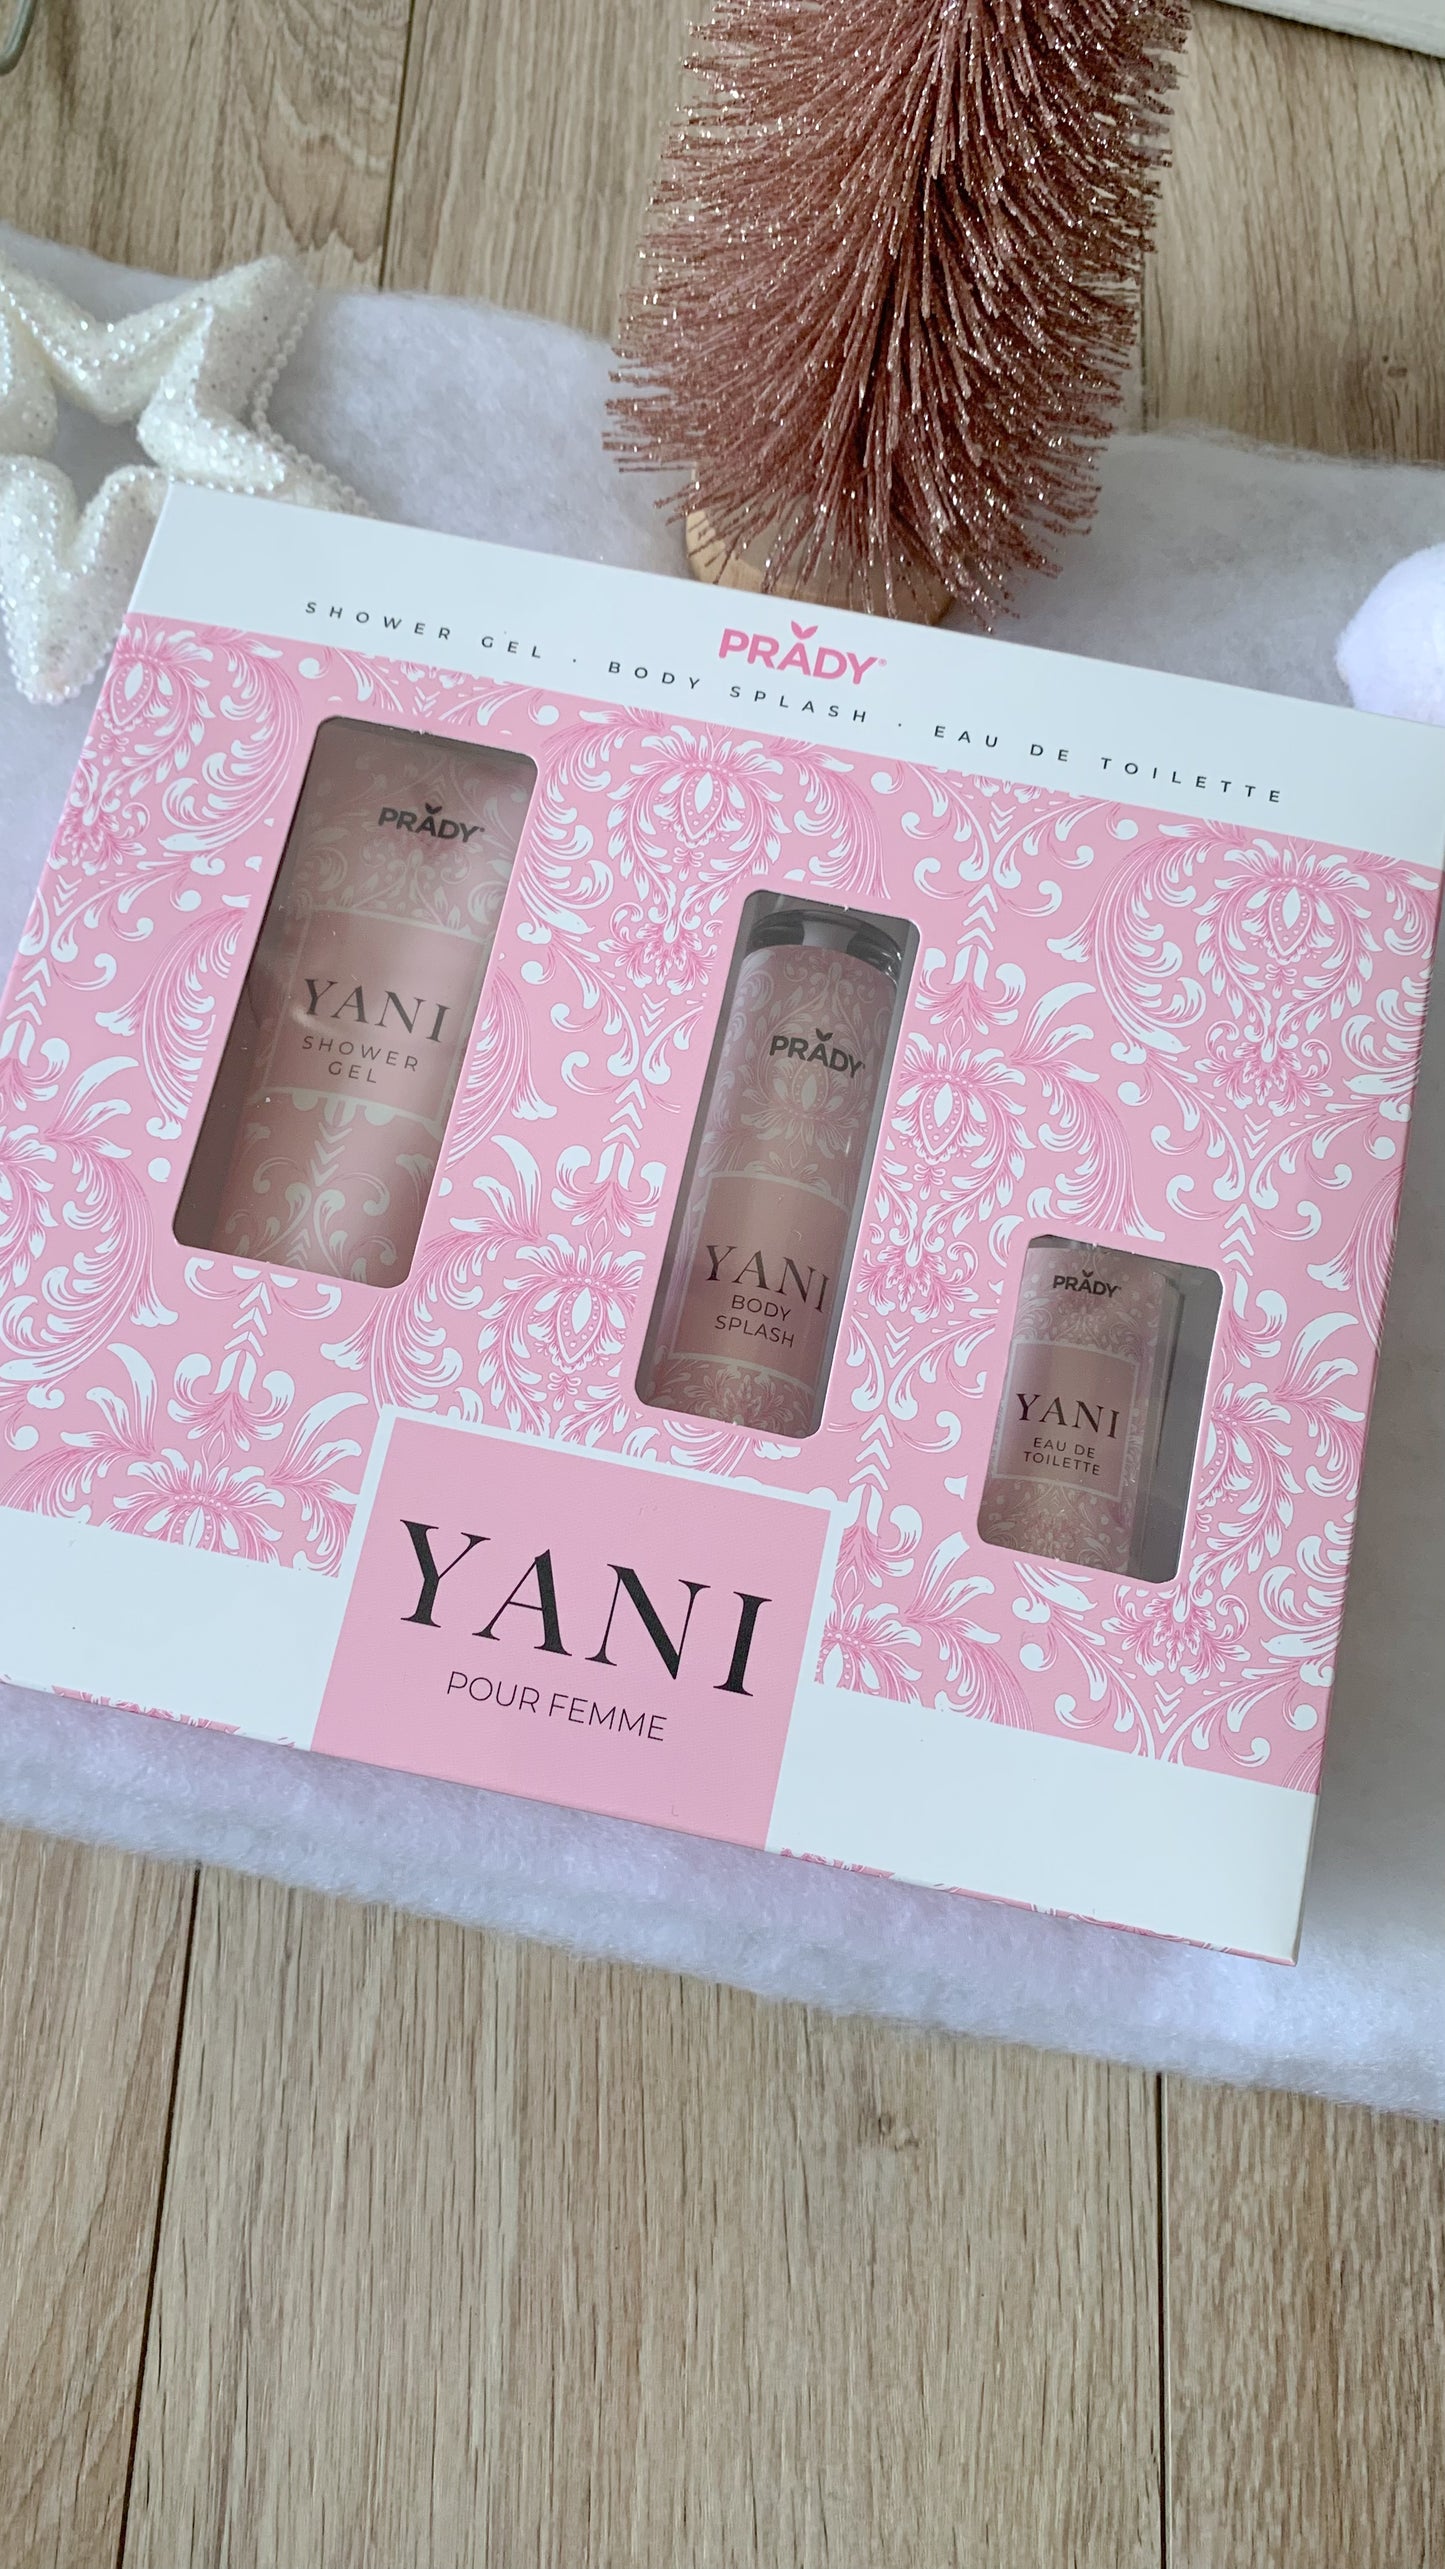 PRADY®
SHOWER GEL · BODY SPLASH · EAU DE TOILETTE
PRADY®
YANI
SHOWER
GEL
PRADY®
YANI
BODY
SPLASH
PRADY®
YANI
EAU DE
TOILETTE
YANI
POUR FEMME